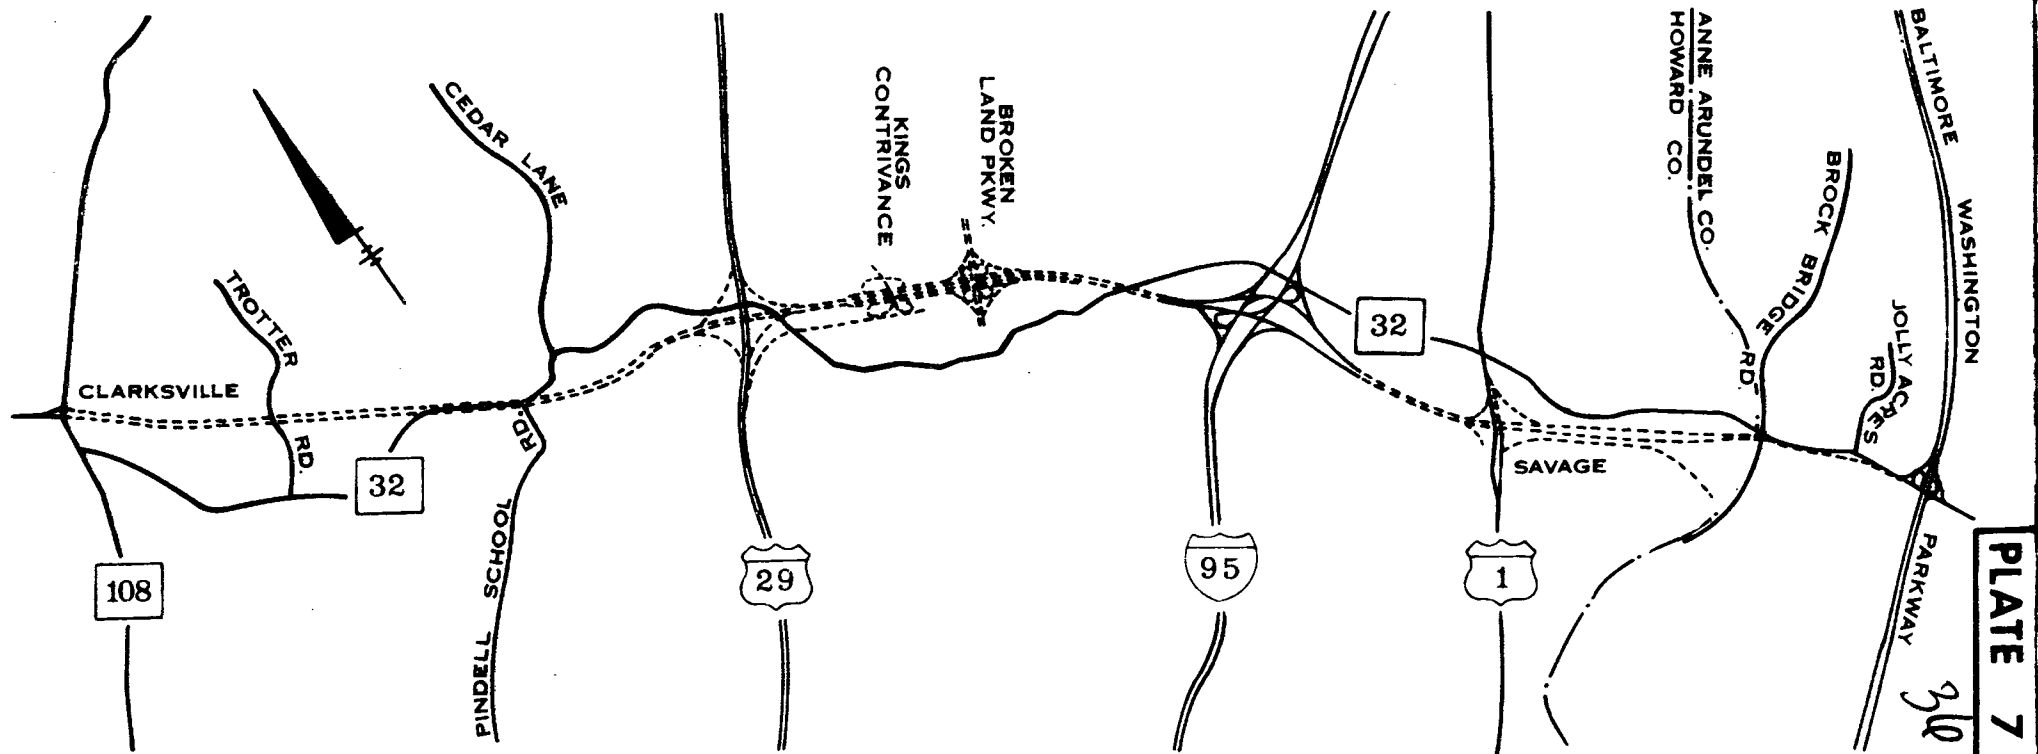 CLARKSVILLE
108
TROTTER
RD.
32
CEDAR LANE
PINDELL SCHOOL
RD
29
KINGS
CONTRIVANCE
BROKEN
LAND PKWY.
95
32
1
SAVAGE
ANNE ARUNDEL CO.
HOWARD CO.
BROCK BRIDGE
RD.
JOLLY ACRES
RD.
BALTIMORE
WASHINGTON
PARKWAY
PLATE 7
36